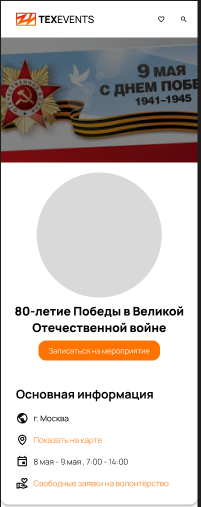 TEXEVENTS
9 МАЯ
С ДНЕМ ПОБЕ
1941–1945
80-летие Победы в Великой
Отечественной войне
Записаться на мероприятие
Основная информация
г. Москва
Показать на карте
8 мая - 9 мая , 7:00 - 14:00
Свободные заявки на волонтёрство